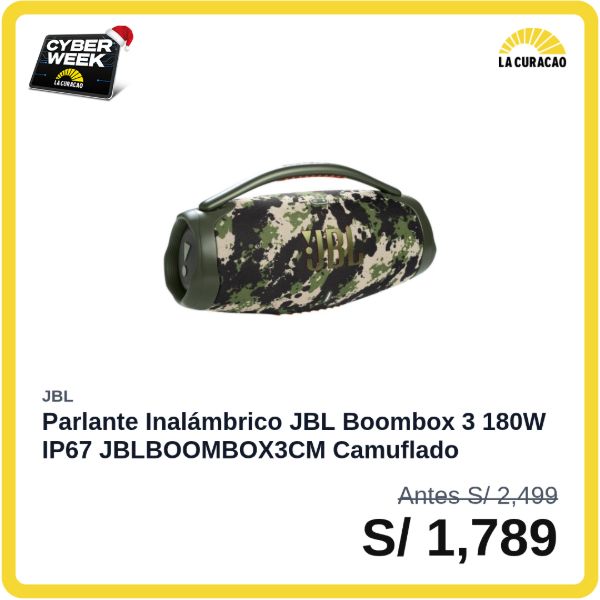 CYBER
WEEK
LA CURACAO
LA CURACAO
JBL
JBL
Parlante Inalámbrico JBL Boombox 3 180W
IP67 JBLBOOMBOX3CM Camuflado
Antes S/ 2,499
S/ 1,789